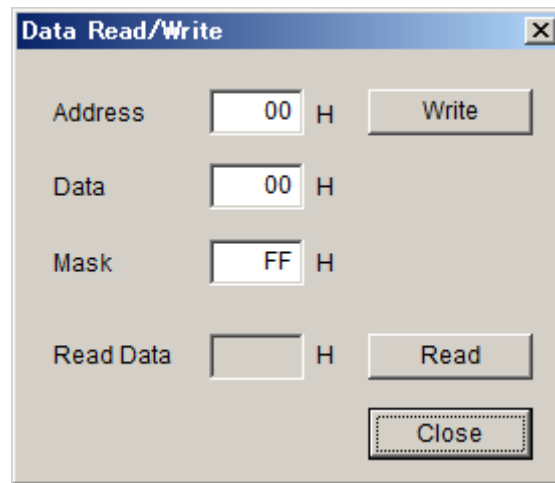 Data Read/Write
Address 00 H Write
Data 00 H
Mask FF H
Read Data H Read
Close